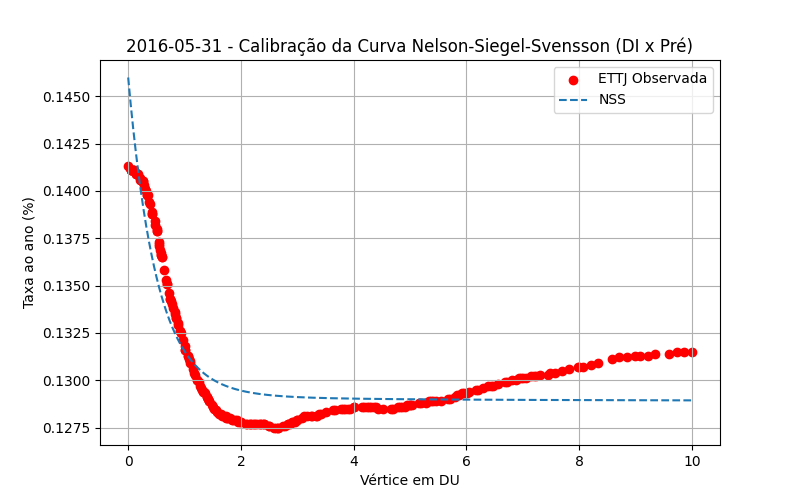 2016-05-31 - Calibração da Curva Nelson-Siegel-Svensson (DI x Pré)
ETTJ Observada
NSS
Taxa ao ano (%)
0.1450
0.1425
0.1400
0.1375
0.1350
0.1325
0.1300
0.1275
0 2 4 6 8 10
Vértice em DU